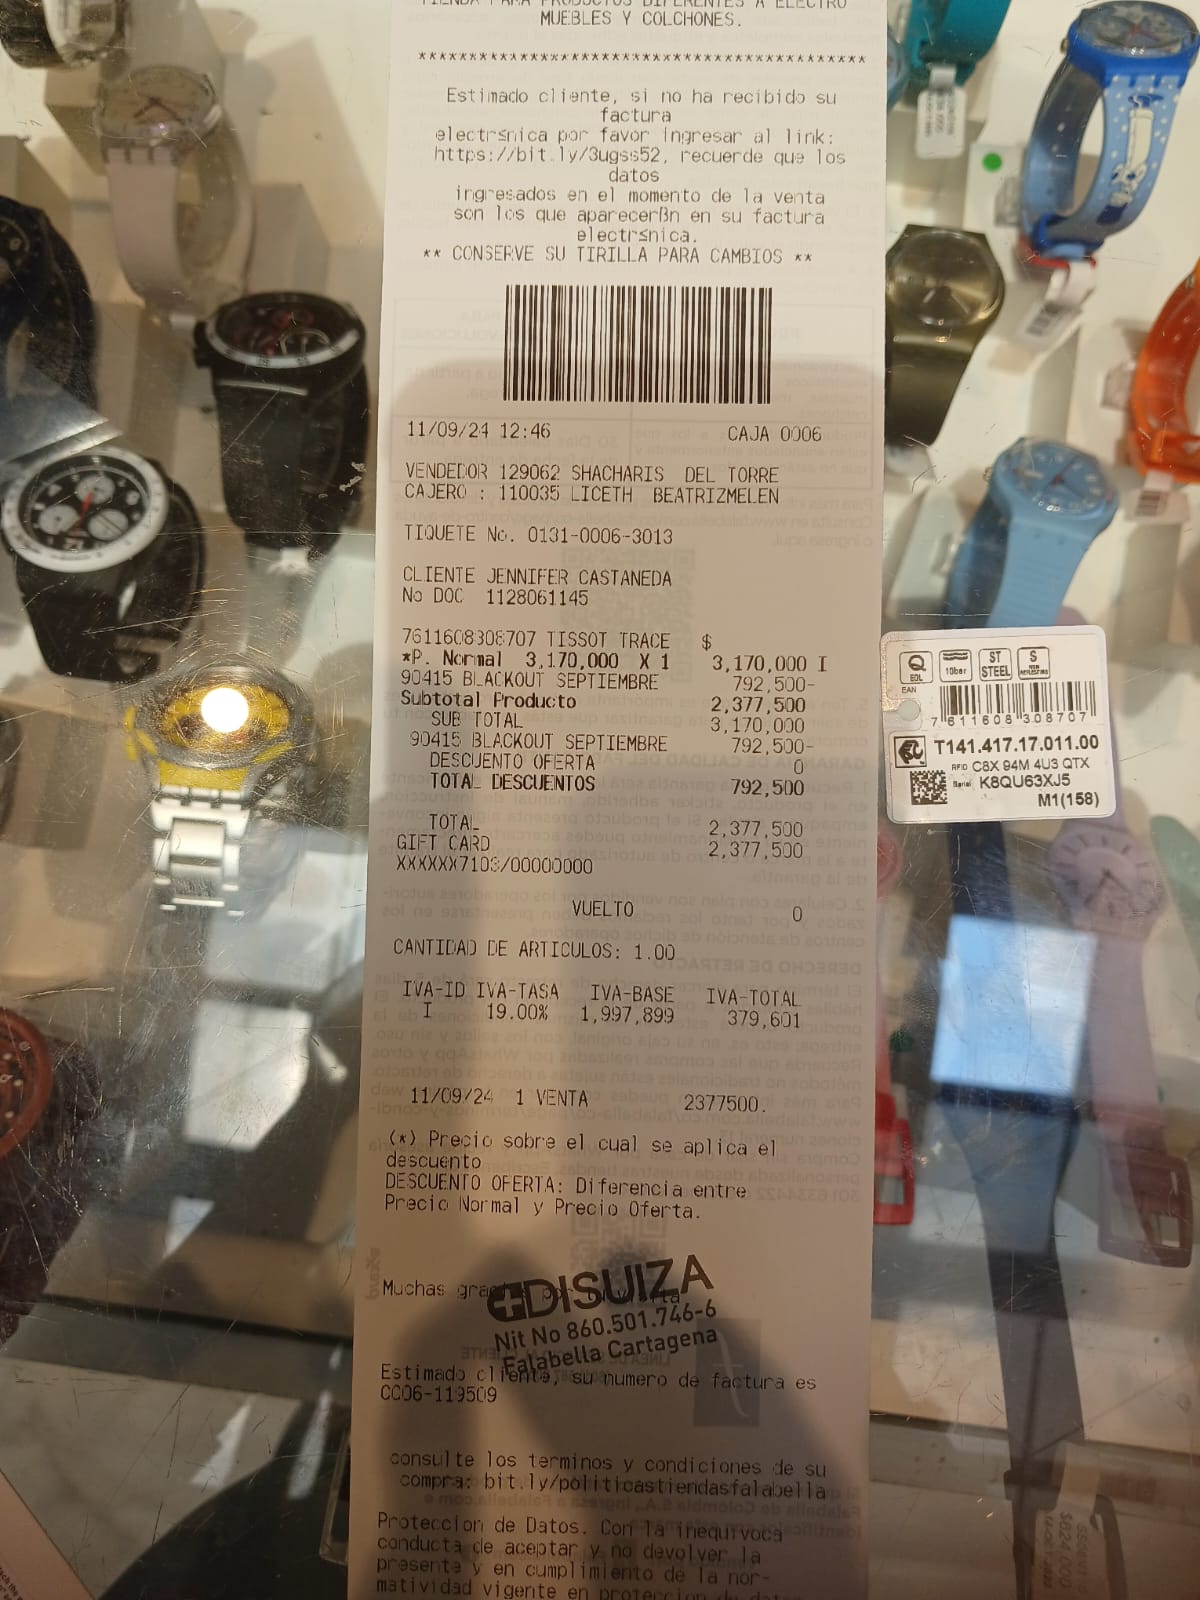 MUEBLES Y COLCHONES.
*****************************************************
Estimado cliente, si no ha recibido su
factura
electrsnica por favor ingresar al link:
https://bit.ly/3ugss52, recuerde que los
datos
ingresados en el momento de la venta
son los que aparecerßn en su factura
electrsnica.
** CONSERVE SU TIRILLA PARA CAMBIOS **
11/09/24 12:46 CAJA 0006
VENDEDOR 129062 SHACHARIS DEL TORRE
CAJERO : 110035 LICETH BEATRIZMELEN
TIQUETE No. 0131-0006-3013
CLIENTE JENNIFER CASTANEDA
No DOC 1128061145
7611608308707 TISSOT TRACE $
*P. Normal 3,170,000 X 1 3,170,000 I
90415 BLACKOUT SEPTIEMBRE 792,500-
Subtotal Producto 2,377,500
SUB TOTAL 3,170,000
90415 BLACKOUT SEPTIEMBRE 792,500-
DESCUENTO OFERTA 0
TOTAL DESCUENTOS 792,500
TOTAL 2,377,500
GIFT CARD 2,377,500
XXXXXX7103/00000000
VUELTO 0
CANTIDAD DE ARTICULOS: 1.00
IVA-ID IVA-TASA IVA-BASE IVA-TOTAL
I 19.00% 1,997,899 379,601
11/09/24 1 VENTA 2377500.
(*) Precio sobre el cual se aplica el
descuento
DESCUENTO OFERTA: Diferencia entre
Precio Normal y Precio Oferta.
Muchas
DISUIZA
Nit No 860.501.746-6
Falabella Cartagena
Estimado cliente, su numero de factura es
CO06-119509
consulte los terminos y condiciones de su
compra: bit.ly/politicastiendasfalabella
Proteccion de Datos. Con la inequivoca
conducta de aceptar y no devolver la
presente y en cumplimiento de la nor-
matividad vigente en
Q
EOL
10bar
ST
STEEL
S
EAN
7 611608 308707
T141.417.17.011.00
RFID C8X 94M 4U3 QTX
Serial K8QU63XJ5
M1(158)